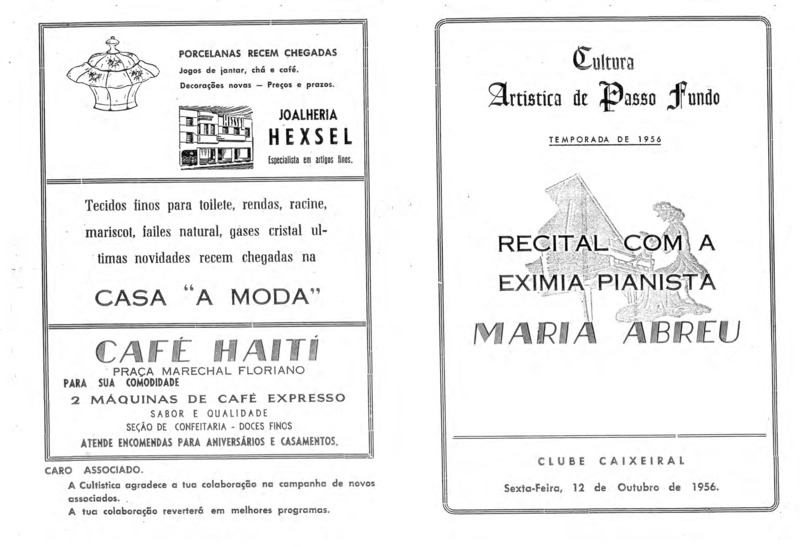 PORCELANAS RECEM CHEGADAS
Jogos de jantar, chá e café.
Decorações novas — Preços e prazos.
JOALHERIA
HEXSEL
Especialista em artigos finos.
Tecidos finos para toilete, rendas, racine,
mariscot, failes natural, gases cristal ul-
timas novidades recem chegadas na
CASA "A MODA"
CAFÉ HAITÍ
PRAÇA MARECHAL FLORIANO
PARA SUA COMODIDADE
2 MÁQUINAS DE CAFÉ EXPRESSO
SABOR E QUALIDADE
SEÇÃO DE CONFEITARIA - DOCES FINOS
ATENDE ENCOMENDAS PARA ANIVERSÁRIOS E CASAMENTOS.
CARO ASSOCIADO.
A Cultistica agradece a tua colaboração na campanha de novos
associados.
A tua colaboração reverterá em melhores programas.
Cultura
Artistica de Passo Fundo
TEMPORADA DE 1956
RECITAL COM A
EXIMIA PIANISTA
MARIA ABREU
CLUBE CAIXEIRAL
Sexta-Feira, 12 de Outubro de 1956.